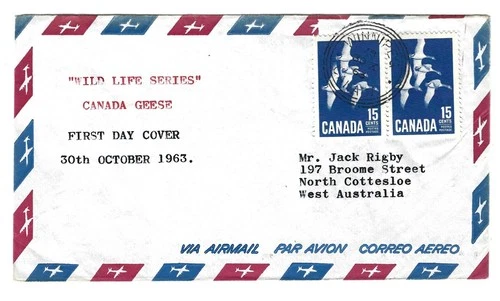 "WILD LIFE SERIES"
CANADA GEESE
FIRST DAY COVER
30th OCTOBER 1963.
15
CENTS
CANADA
15
CENTS
CANADA
Mr. Jack Rigby
197 Broome Street
North Cottesloe
West Australia
VIA AIRMAIL PAR AVION CORREO AEREO